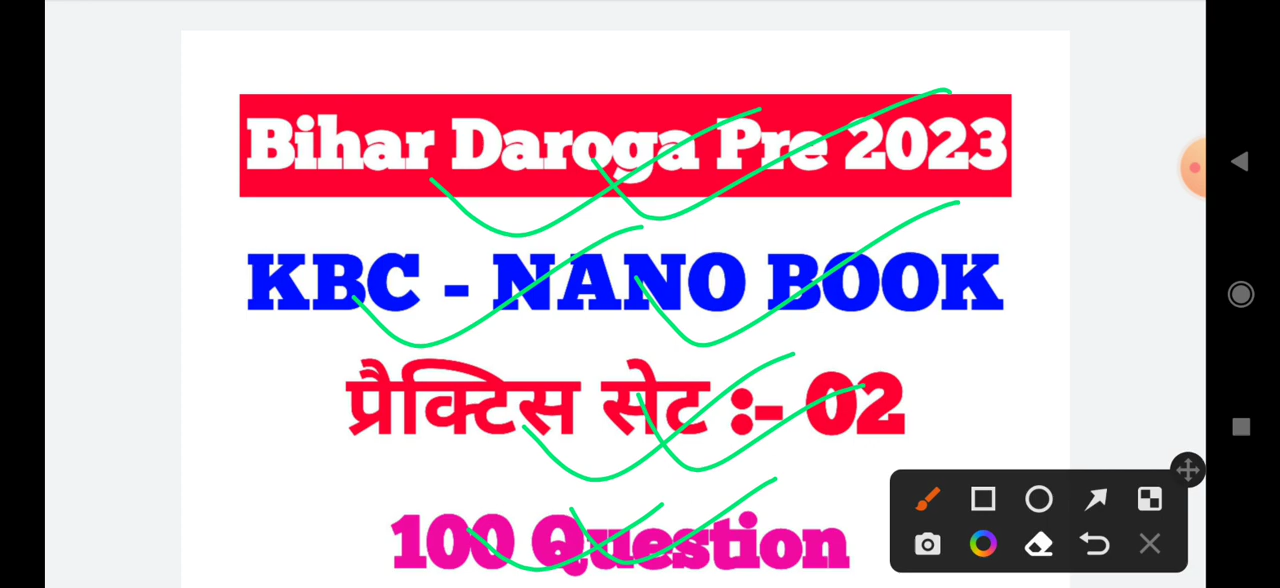 Bihar Daroga Pre 2023
KBC - NANO BOOK
प्रैक्टिस सेट :- 02
100 Question